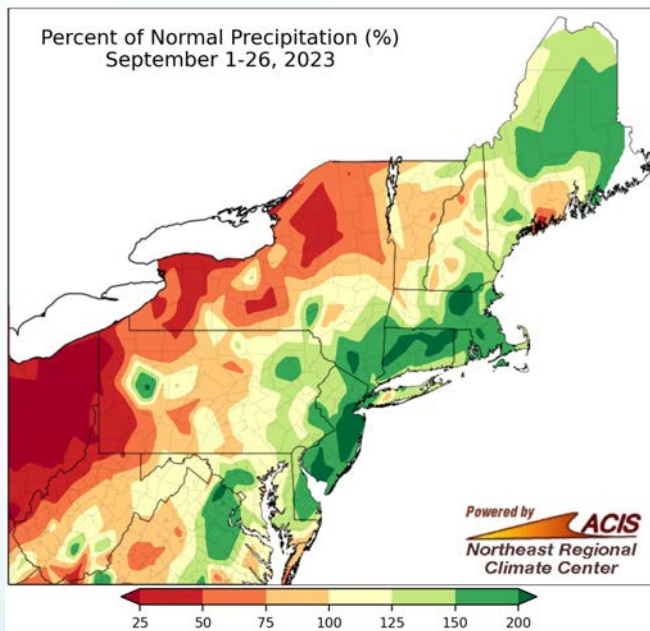 Percent of Normal Precipitation (%)
September 1-26, 2023
Powered by
ACIS
Northeast Regional
Climate Center
25 50 75 100 125 150 200